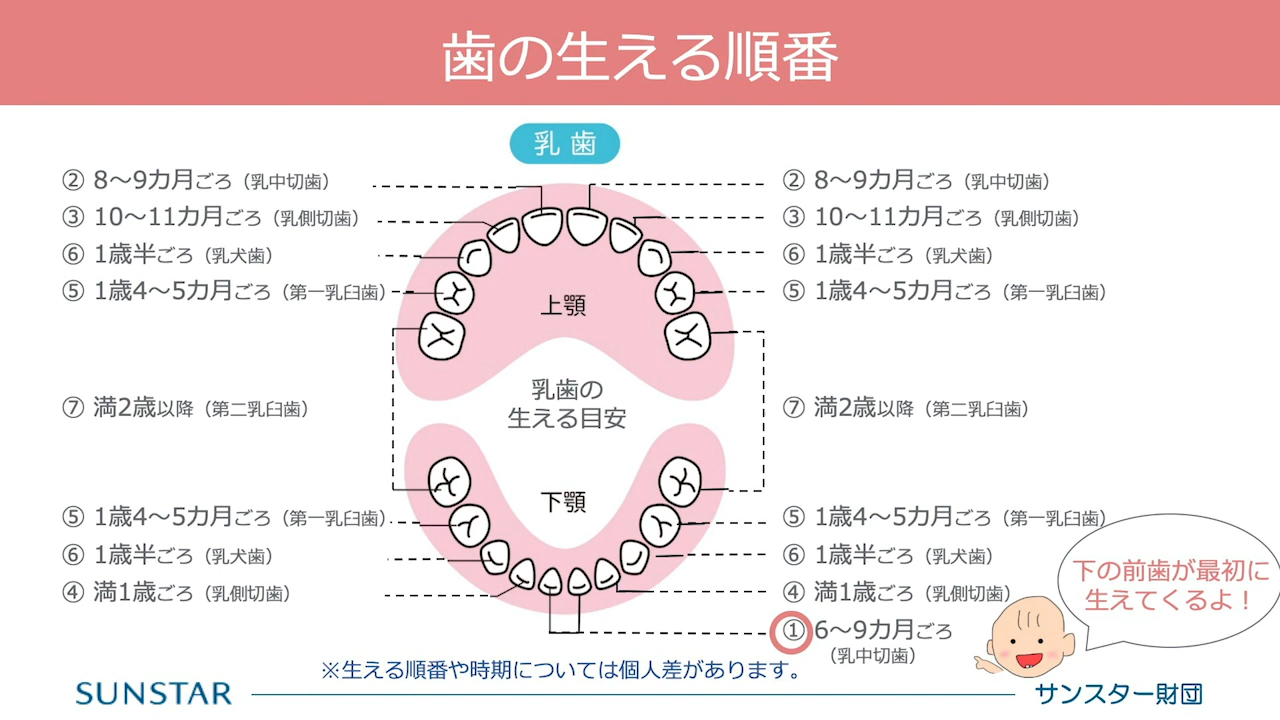 歯の生える順番
乳歯
② 8～9カ月ごろ（乳中切歯）
③ 10～11カ月ごろ（乳側切歯）
⑥ 1歳半ごろ（乳犬歯）
⑤ 1歳4～5カ月ごろ（第一乳臼歯）
⑦ 満2歳以降（第二乳臼歯）
⑤ 1歳4～5カ月ごろ（第一乳臼歯）
⑥ 1歳半ごろ（乳犬歯）
④ 満1歳ごろ（乳側切歯）
上顎
乳歯の
生える目安
下顎
② 8～9カ月ごろ（乳中切歯）
③ 10～11カ月ごろ（乳側切歯）
⑥ 1歳半ごろ（乳犬歯）
⑤ 1歳4～5カ月ごろ（第一乳臼歯）
⑦ 満2歳以降（第二乳臼歯）
⑤ 1歳4～5カ月ごろ（第一乳臼歯）
⑥ 1歳半ごろ（乳犬歯）
④ 満1歳ごろ（乳側切歯）
① 6～9カ月ごろ
（乳中切歯）
下の前歯が最初に
生えてくるよ！
※生える順番や時期については個人差があります。
SUNSTAR
サンスター財団